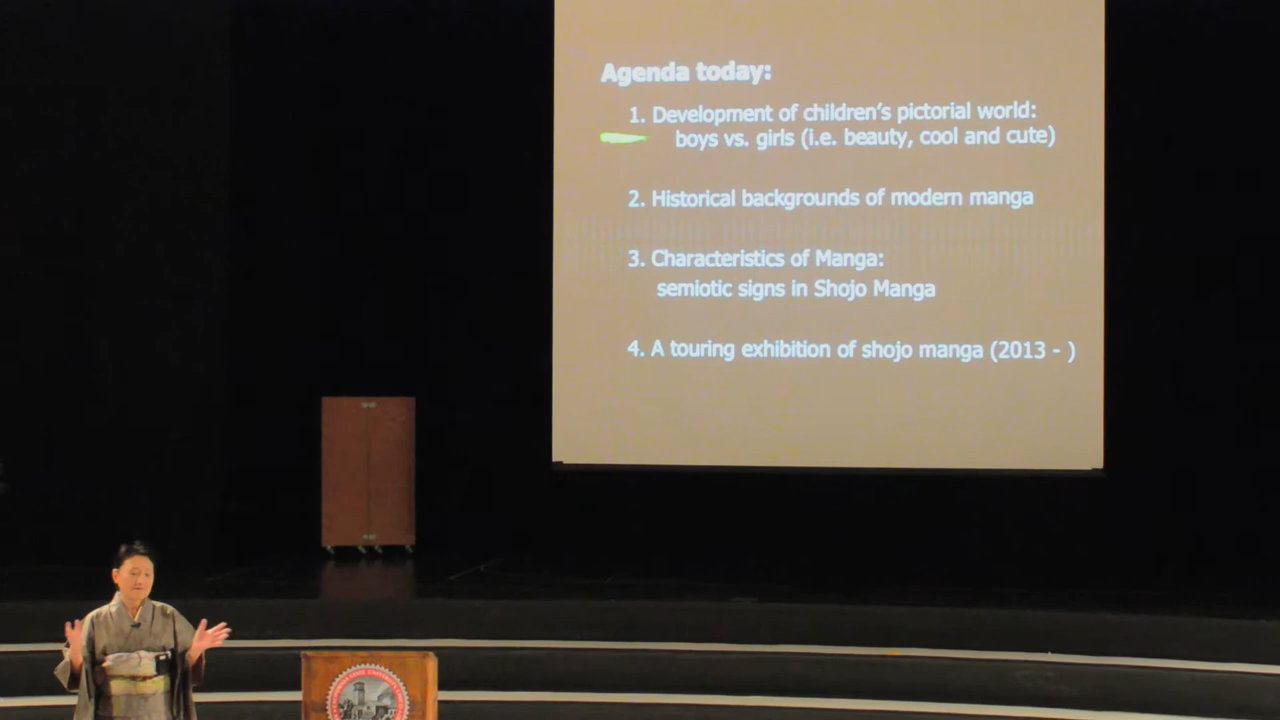 Agenda today:
1. Development of children's pictorial world:
boys vs. girls (i.e. beauty, cool and cute)
2. Historical backgrounds of modern manga
3. Characteristics of Manga:
semiotic signs in Shojo Manga
4. A touring exhibition of shojo manga (2013 - )